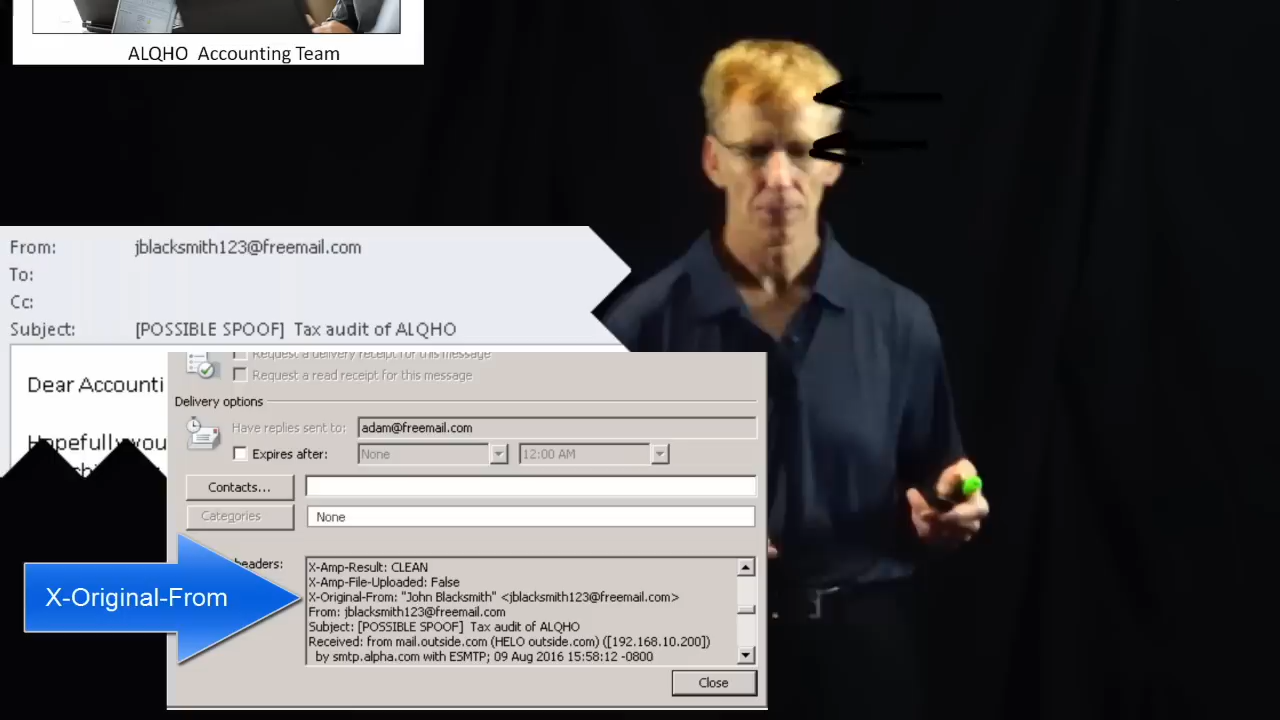 ALQHO Accounting Team
From: jblacksmith123@freemail.com
To:
Cc:
Subject: [POSSIBLE SPOOF] Tax audit of ALQHO
Dear Accounti
Hopefully you
Request a delivery receipt for this message
Request a read receipt for this message
Delivery options
Have replies sent to: adam@freemail.com
Expires after: None 12:00 AM
Contacts...
Categories None
eaders:
X-Amp-Result: CLEAN
X-Amp-File-Uploaded: False
X-Original-From: "John Blacksmith" <jblacksmith123@freemail.com>
From: jblacksmith123@freemail.com
Subject: [POSSIBLE SPOOF] Tax audit of ALQHO
Received: from mail.outside.com (HELO outside.com) ([192.168.10.200])
by smtp.alpha.com with ESMTP; 09 Aug 2016 15:58:12 -0800
X-Original-From
Close